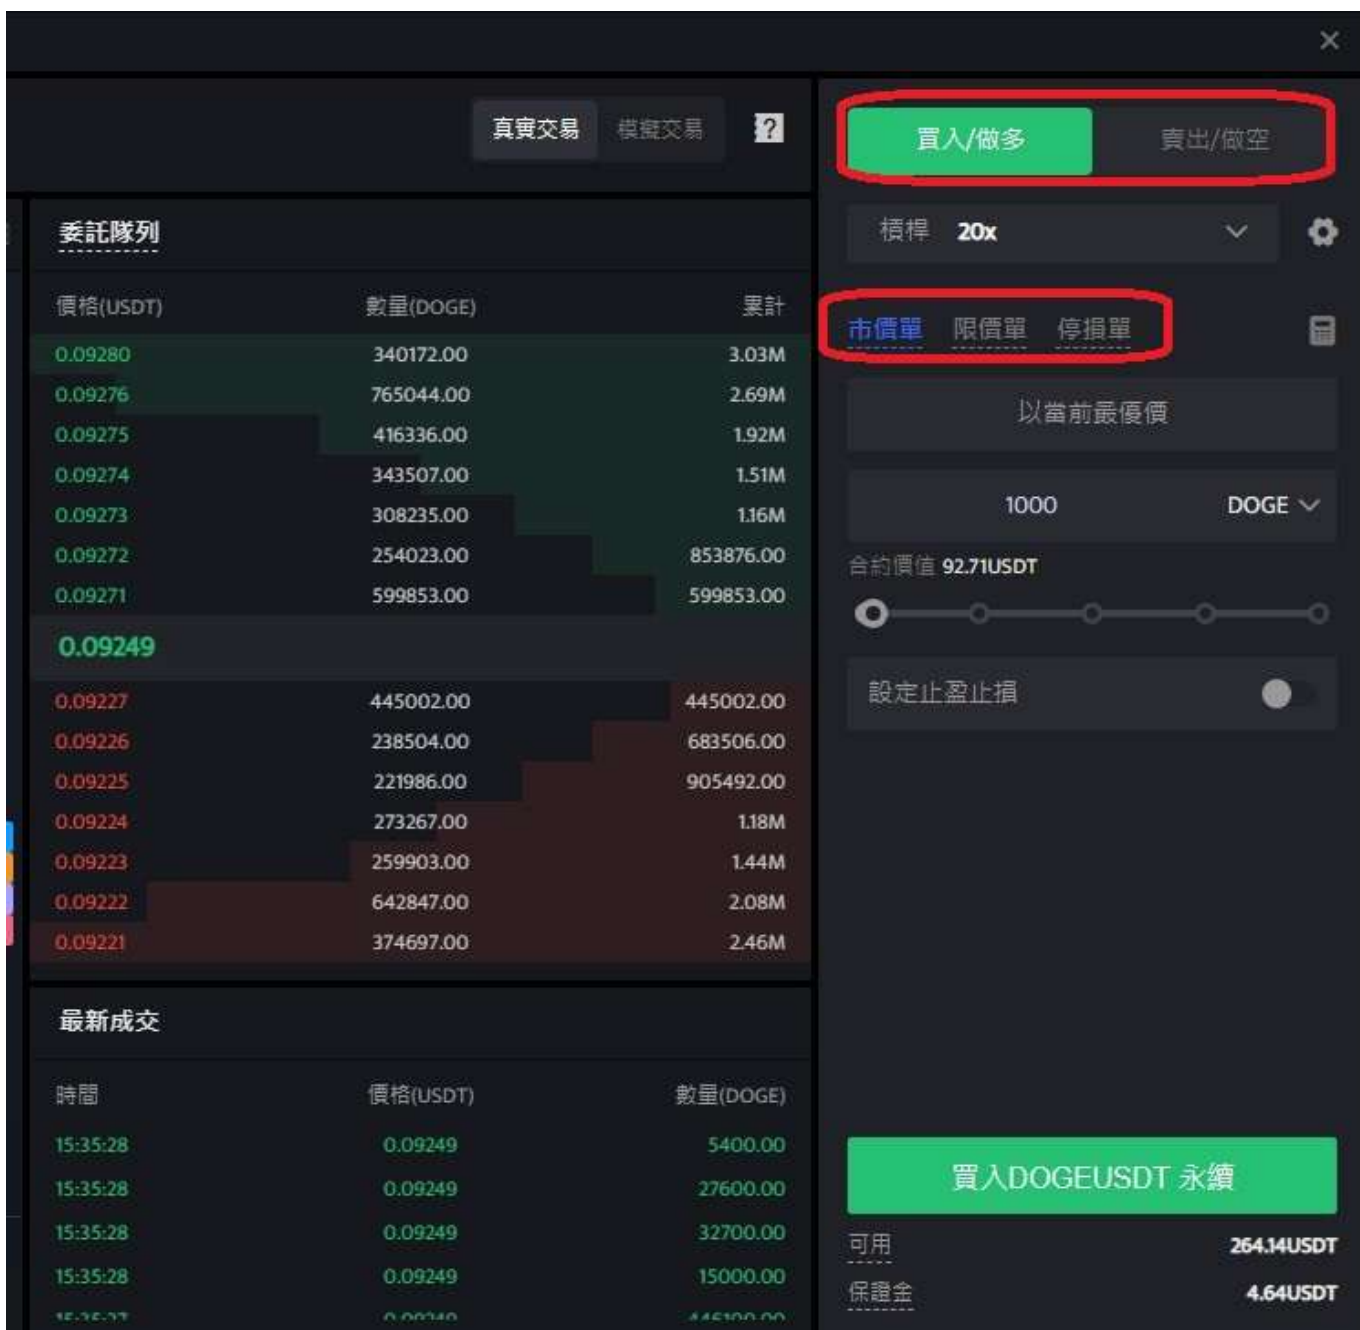 真實交易 模擬交易 ?
委託隊列
價格(USDT) 數量(DOGE) 累計
0.09280 340172.00 3.03M
0.09276 765044.00 2.69M
0.09275 416336.00 1.92M
0.09274 343507.00 1.51M
0.09273 308235.00 1.16M
0.09272 254023.00 853876.00
0.09271 599853.00 599853.00
0.09249
0.09227 445002.00 445002.00
0.09226 238504.00 683506.00
0.09225 221986.00 905492.00
0.09224 273267.00 1.18M
0.09223 259903.00 1.44M
0.09222 642847.00 2.08M
0.09221 374697.00 2.46M
最新成交
時間 價格(USDT) 數量(DOGE)
15:35:28 0.09249 5400.00
15:35:28 0.09249 27600.00
15:35:28 0.09249 32700.00
15:35:28 0.09249 15000.00
買入/做多 賣出/做空
槓桿 20x
市價單 限價單 停損單
以當前最優價
1000 DOGE
合約價值 92.71USDT
設定止盈止損
買入DOGEUSDT 永續
可用 264.14USDT
保證金 4.64USDT